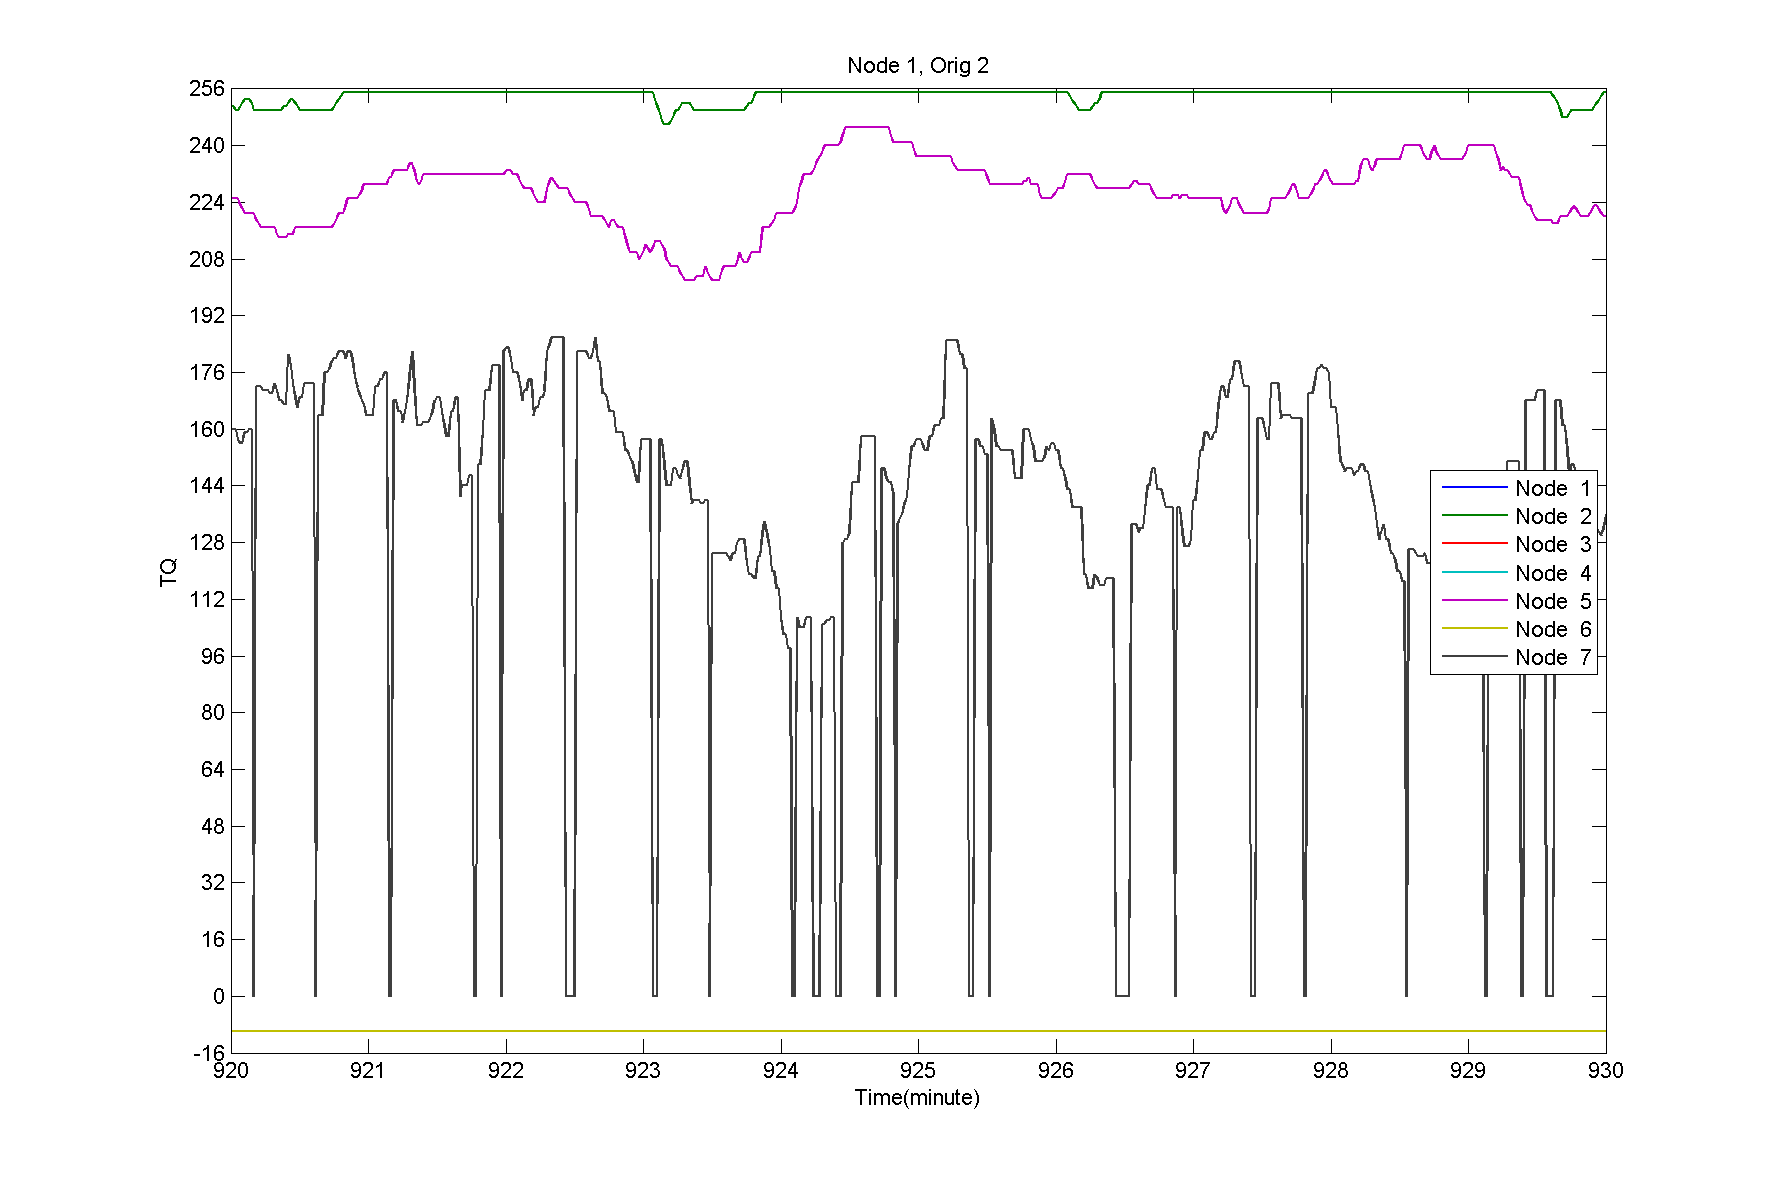 Node 1, Orig 2
256
240
224
208
192
176
160
144
128
112
96
80
64
48
32
16
0
-16
TQ
Node 1
Node 2
Node 3
Node 4
Node 5
Node 6
Node 7
920 921 922 923 924 925 926 927 928 929 930
Time(minute)